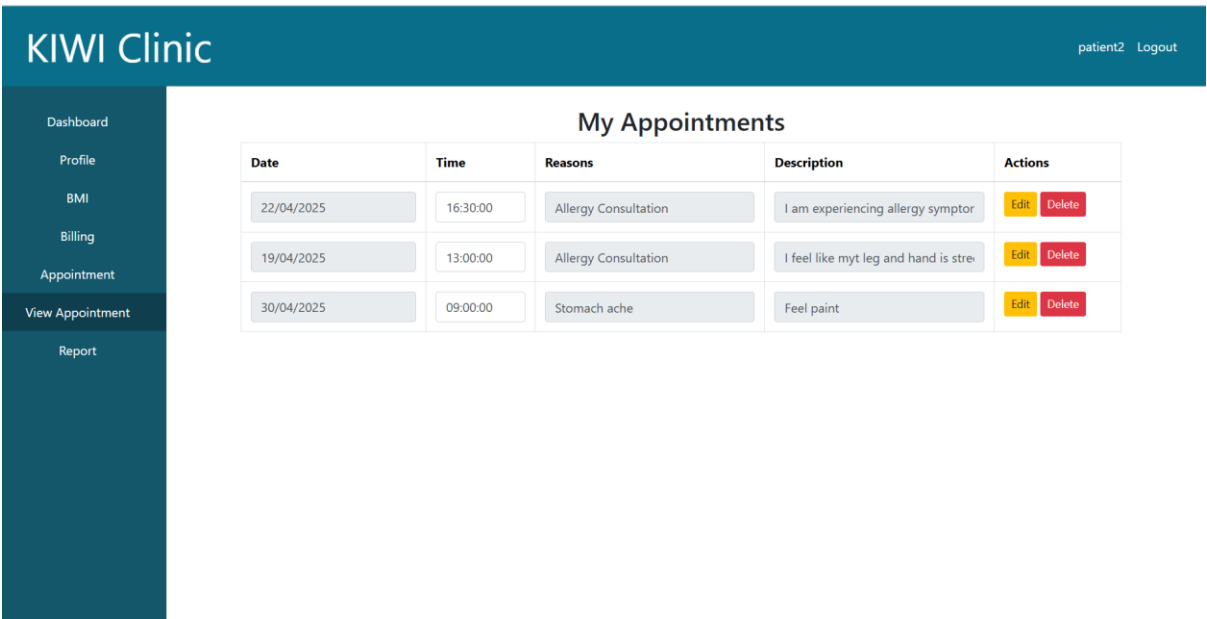 KIWI Clinic
patient2 Logout
Dashboard
Profile
BMI
Billing
Appointment
View Appointment
Report
My Appointments
Date Time Reasons Description Actions
22/04/2025 16:30:00 Allergy Consultation I am experiencing allergy symptor Edit Delete
19/04/2025 13:00:00 Allergy Consultation I feel like myt leg and hand is stre Edit Delete
30/04/2025 09:00:00 Stomach ache Feel paint Edit Delete